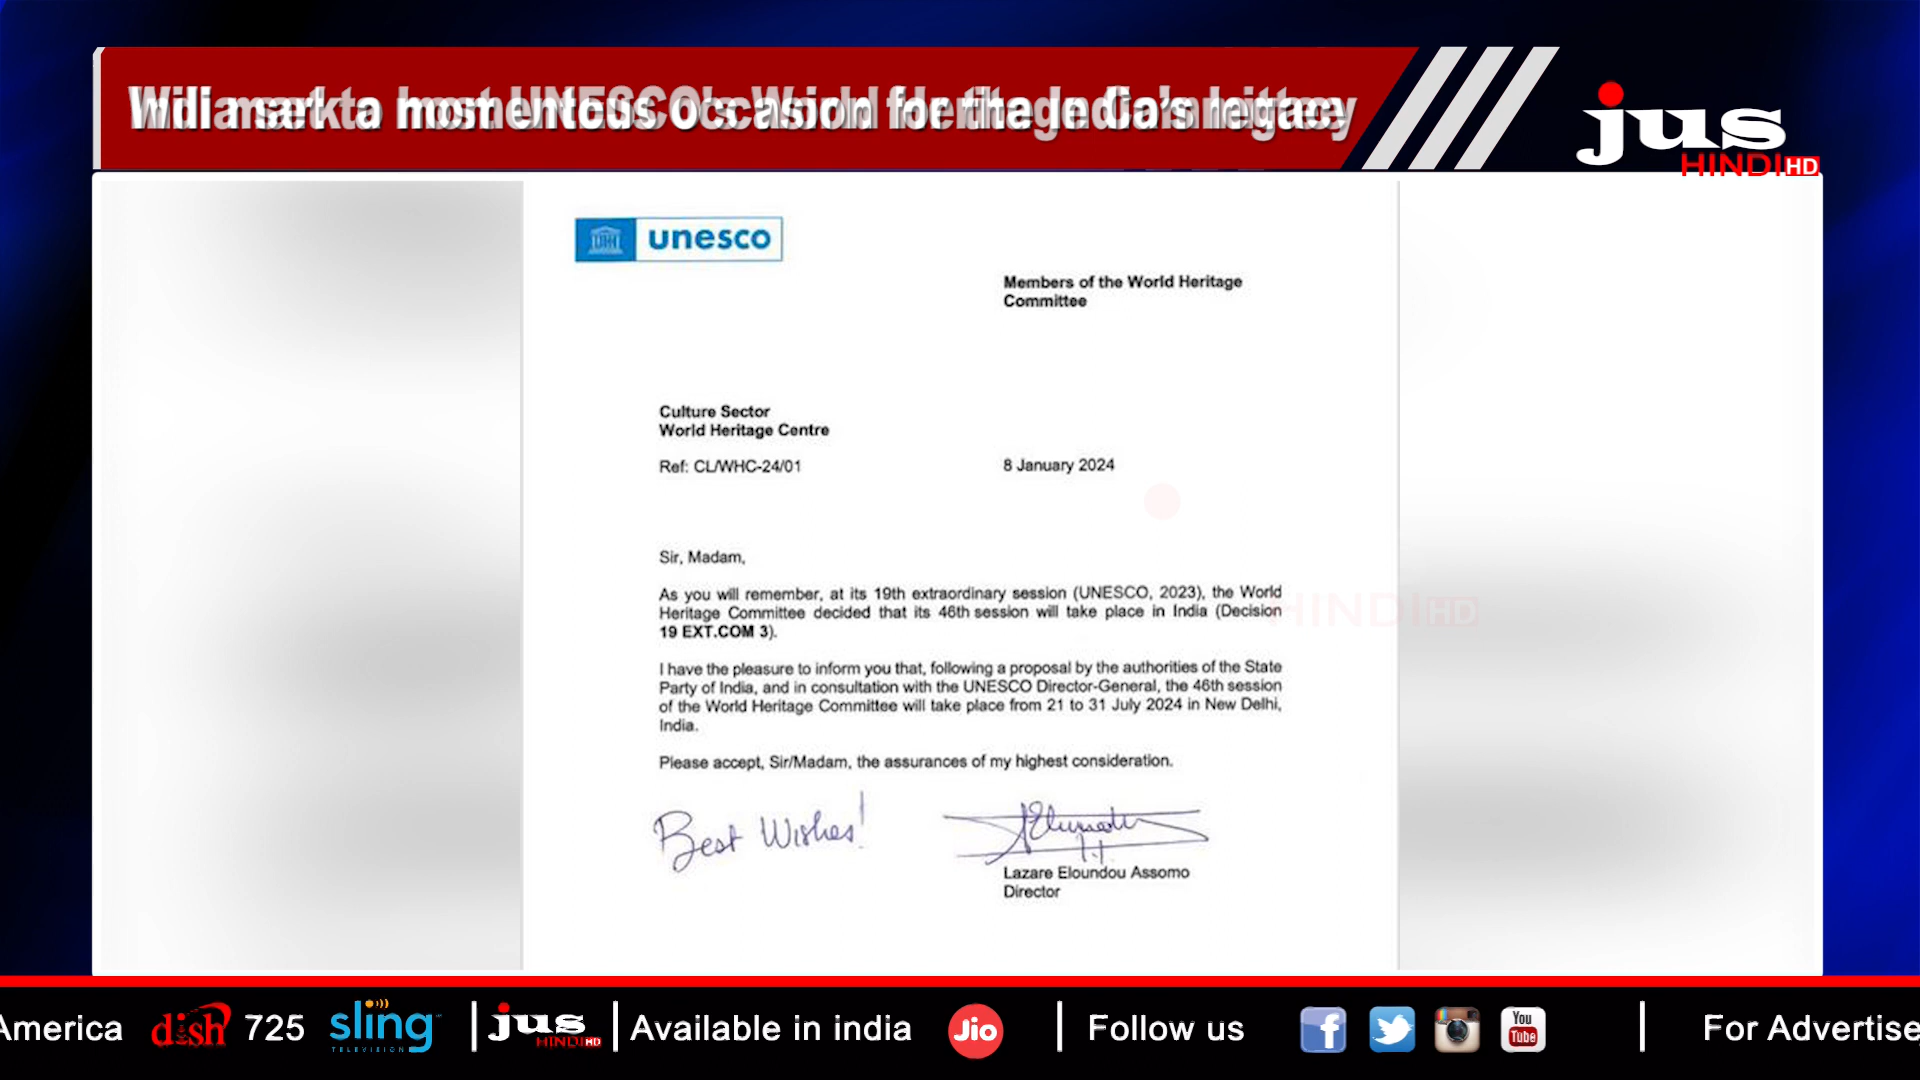 jus
HINDI HD
unesco
Members of the World Heritage
Committee
Culture Sector
World Heritage Centre
Ref: CL/WHC-24/01
8 January 2024
Sir, Madam,
As you will remember, at its 19th extraordinary session (UNESCO, 2023), the World
Heritage Committee decided that its 46th session will take place in India (Decision
19 EXT.COM 3).
HINDI HD
I have the pleasure to inform you that, following a proposal by the authorities of the State
Party of India, and in consultation with the UNESCO Director-General, the 46th session
of the World Heritage Committee will take place from 21 to 31 July 2024 in New Delhi,
India.
Please accept, Sir/Madam, the assurances of my highest consideration.
Best Wishes!
Lazare Eloundou Assomo
Director
America dish 725 sling TELEVISION | jus HINDI HD | Available in india Jio | Follow us f You Tube | For Advertise